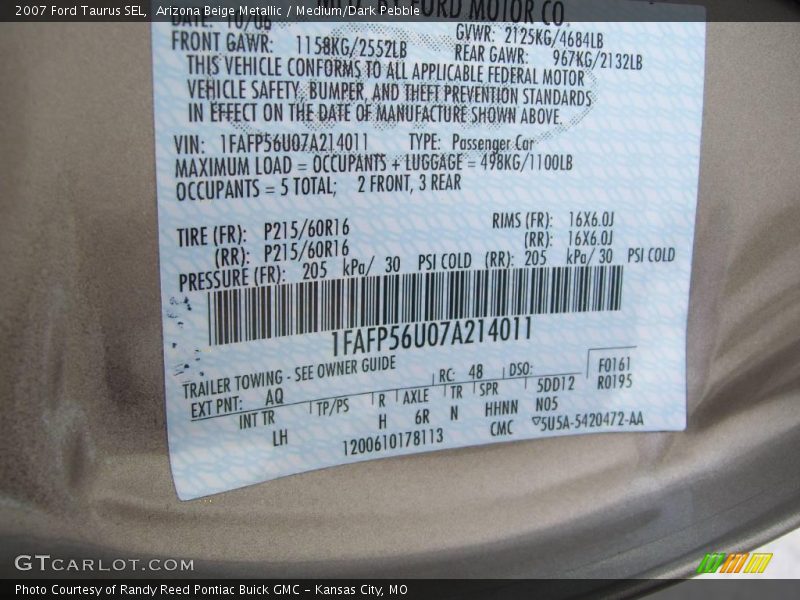 2007 Ford Taurus SEL, Arizona Beige Metallic / Medium/Dark Pebble
DATE: 10/06 FORD MOTOR CO.
GVWR: 2125KG/4684LB
FRONT GAWR: 1158KG/2552LB REAR GAWR: 967KG/2132LB
THIS VEHICLE CONFORMS TO ALL APPLICABLE FEDERAL MOTOR
VEHICLE SAFETY, BUMPER, AND THEFT PREVENTION STANDARDS
IN EFFECT ON THE DATE OF MANUFACTURE SHOWN ABOVE.
VIN: 1FAFP56U07A214011 TYPE: Passenger Car
MAXIMUM LOAD = OCCUPANTS + LUGGAGE = 498KG/1100LB
OCCUPANTS = 5 TOTAL; 2 FRONT, 3 REAR
TIRE (FR): P215/60R16 RIMS (FR): 16X6.0J
(RR): P215/60R16 (RR): 16X6.0J
PRESSURE (FR): 205 kPa/ 30 PSI COLD (RR): 205 kPa/ 30 PSI COLD
1FAFP56U07A214011
TRAILER TOWING - SEE OWNER GUIDE
EXT PNT: AQ RC: 48 DSO: F0161
R0195
INT TR TP/PS R AXLE TR SPR 5DD12
LH H 6R N HHNN N05
1200610178113 CMC ▽5U5A-5420472-AA
GTCARLOT.COM
Photo Courtesy of Randy Reed Pontiac Buick GMC - Kansas City, MO